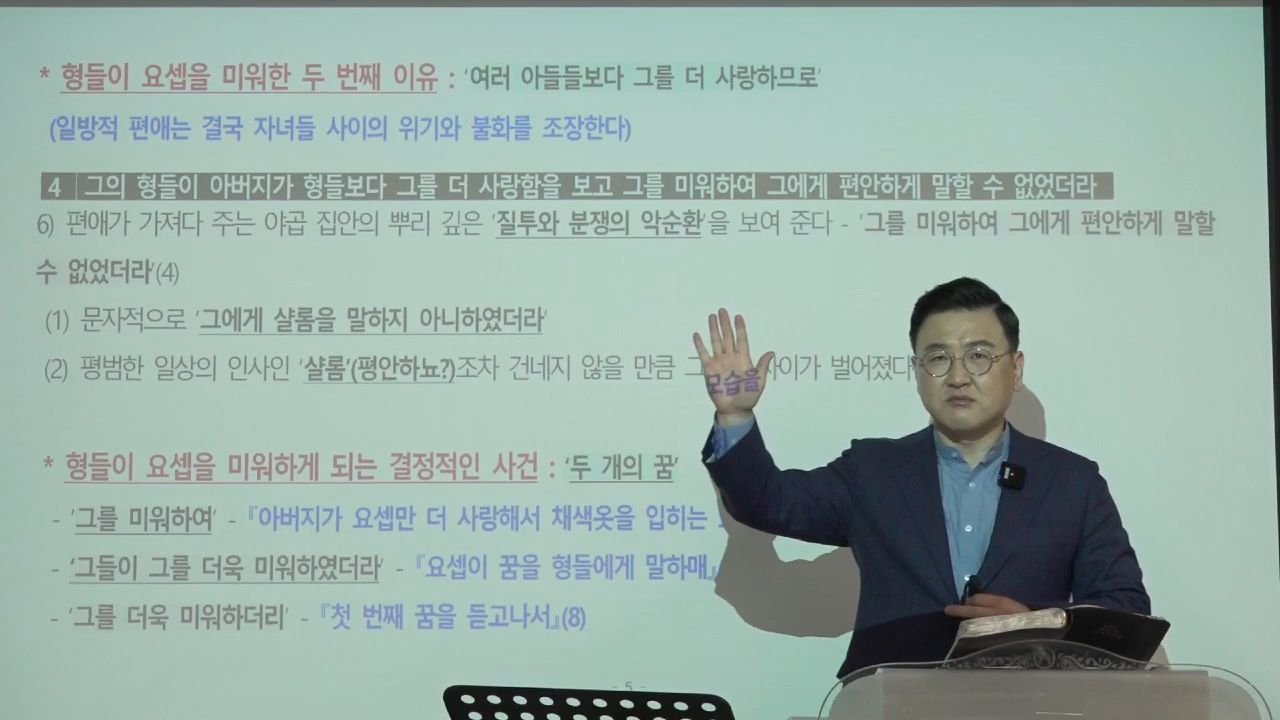 * 형들이 요셉을 미워한 두 번째 이유 : '여러 아들들보다 그를 더 사랑하므로'
(일방적 편애는 결국 자녀들 사이의 위기와 불화를 조장한다)
4 그의 형들이 아버지가 형들보다 그를 더 사랑함을 보고 그를 미워하여 그에게 편안하게 말할 수 없었더라
6) 편애가 가져다 주는 야곱 집안의 뿌리 깊은 '질투와 분쟁의 악순환'을 보여 준다 - '그를 미워하여 그에게 편안하게 말할
수 없었더라'(4)
(1) 문자적으로 '그에게 샬롬을 말하지 아니하였더라'
(2) 평범한 일상의 인사인 '샬롬'(평안하뇨?)조차 건네지 않을 만큼 사이가 벌어졌다
* 형들이 요셉을 미워하게 되는 결정적인 사건 : '두 개의 꿈'
- '그를 미워하여' - 『아버지가 요셉만 더 사랑해서 채색옷을 입히는 모습을
- '그들이 그를 더욱 미워하였더라' - 『요셉이 꿈을 형들에게 말하매』
- '그를 더욱 미워하더리' - 『첫 번째 꿈을 듣고나서』(8)
- 5 -